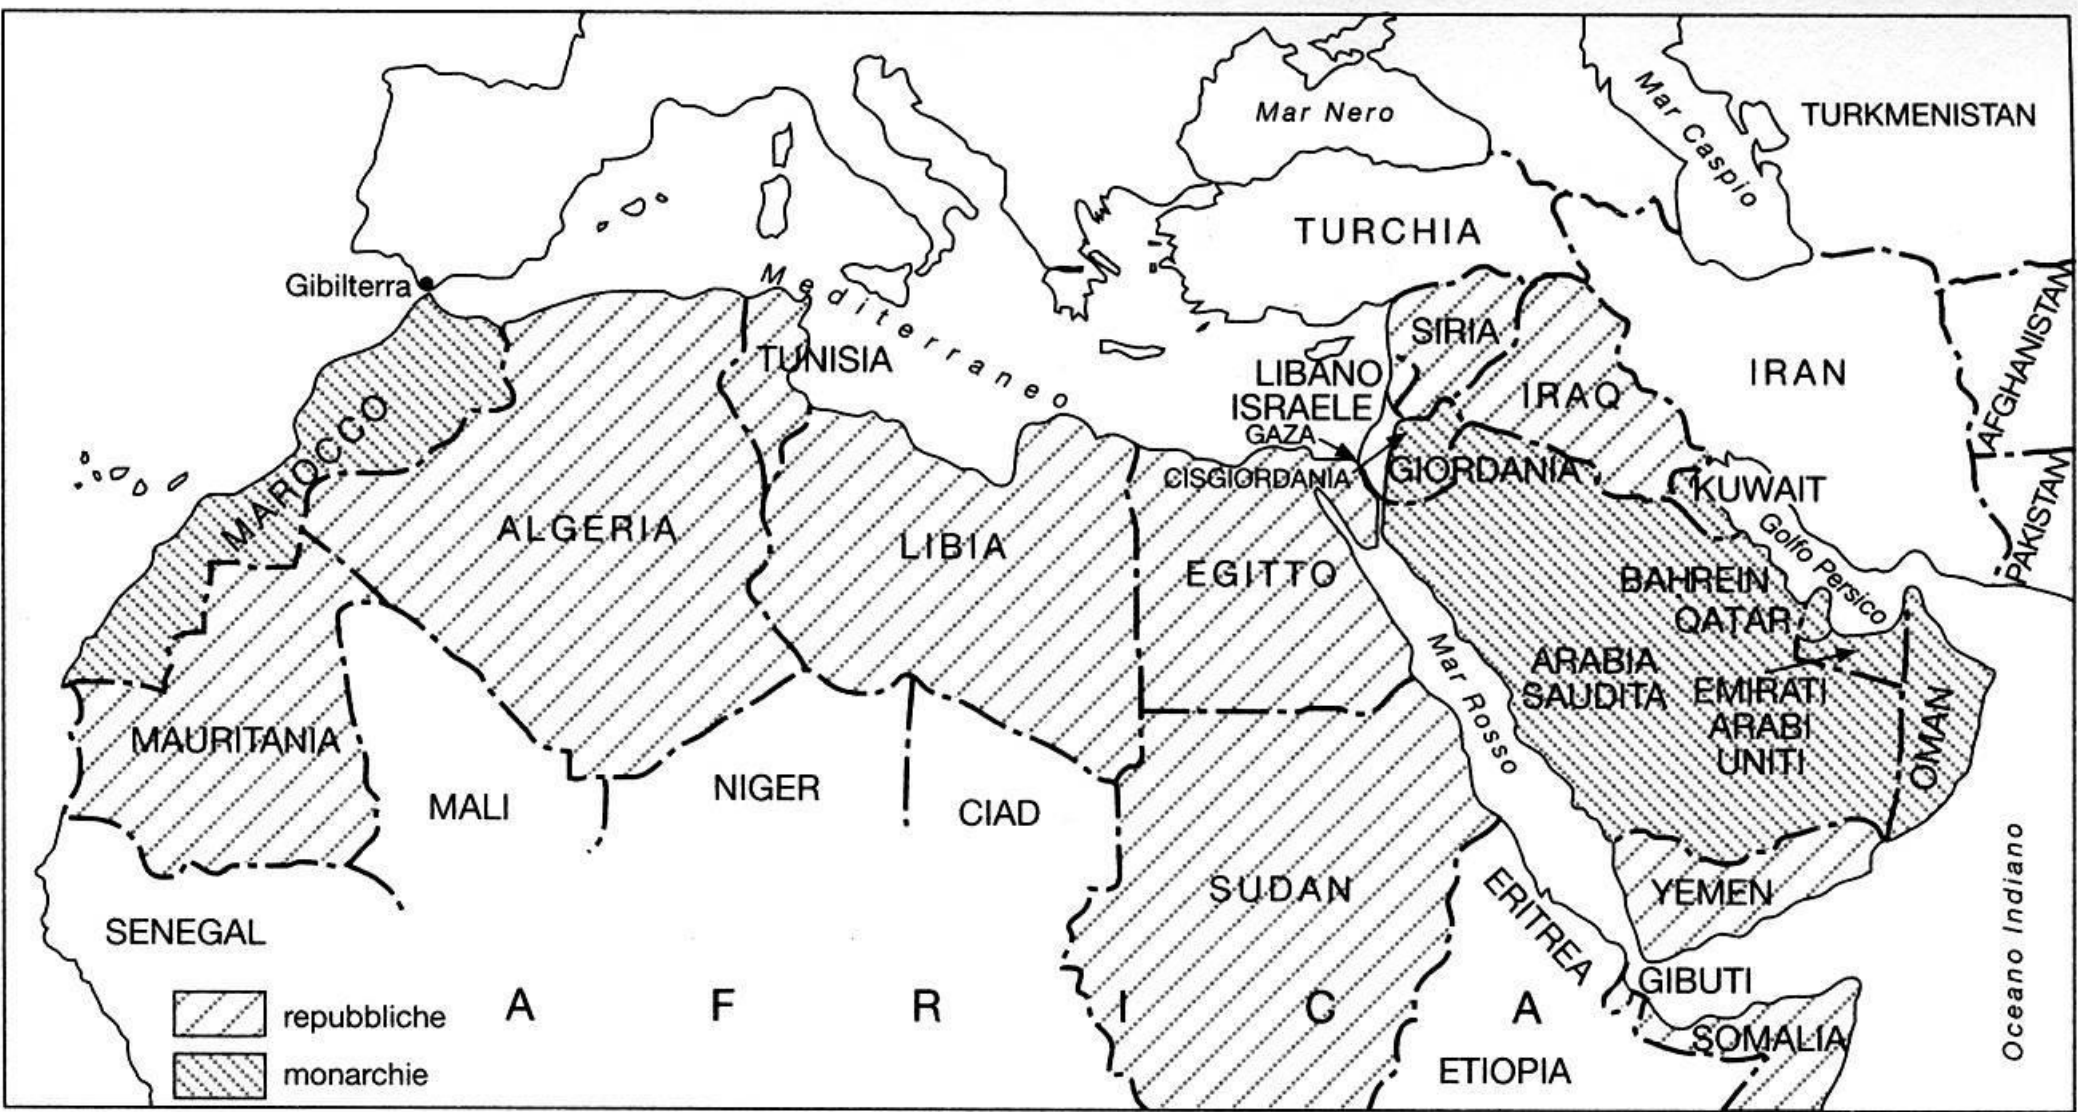 Mar Nero
Mar Caspio
TURKMENISTAN
TURCHIA
Gibilterra
Mediterraneo
SIRIA
TUNISIA
LIBANO
ISRAELE
GAZA
CISGIORDANIA
IRAQ
IRAN
AFGHANISTAN
MAROCCO
GIORDANIA
KUWAIT
PAKISTAN
ALGERIA
LIBIA
EGITTO
Golfo Persico
BAHREIN
QATAR
Mar Rosso
ARABIA
SAUDITA
EMIRATI
ARABI
UNITI
OMAN
MAURITANIA
MALI
NIGER
CIAD
SUDAN
YEMEN
ERITREA
SENEGAL
GIBUTI
Oceano Indiano
AFRICA
SOMALIA
ETIOPIA
repubbliche
monarchie